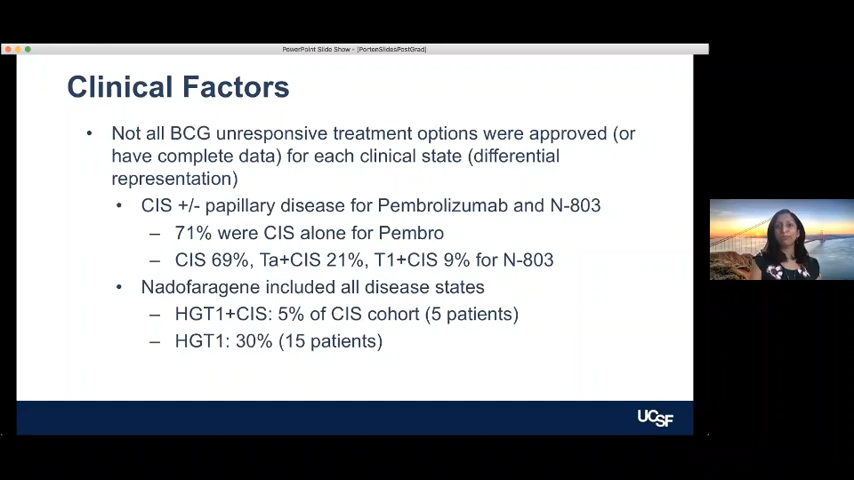 PowerPoint Slide Show - [PortenSlidesPostGrad]
Clinical Factors
• Not all BCG unresponsive treatment options were approved (or
have complete data) for each clinical state (differential
representation)
• CIS +/- papillary disease for Pembrolizumab and N-803
– 71% were CIS alone for Pembro
– CIS 69%, Ta+CIS 21%, T1+CIS 9% for N-803
• Nadofaragene included all disease states
– HGT1+CIS: 5% of CIS cohort (5 patients)
– HGT1: 30% (15 patients)
UCSF